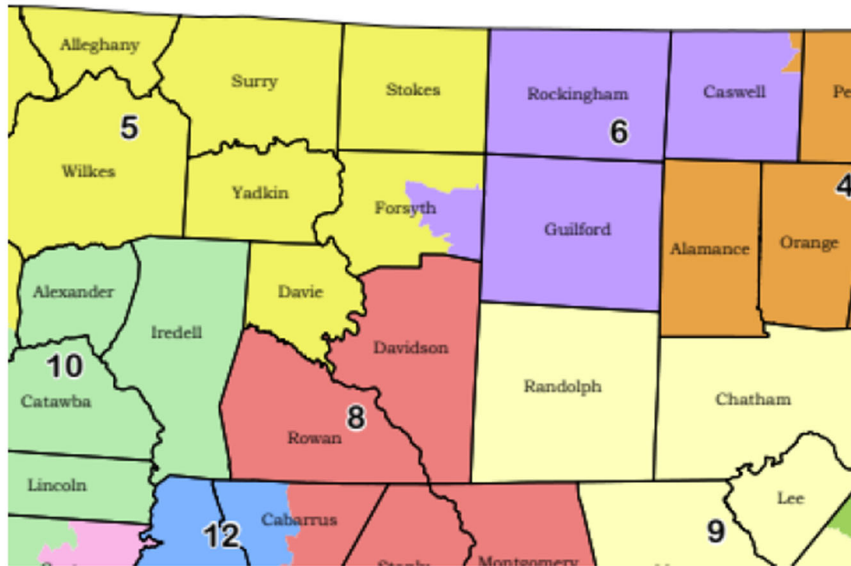 Alleghany
Surry
Stokes
Rockingham
Caswell
Pe
5
6
Wilkes
Yadkin
Forsyth
4
Guilford
Alamance
Orange
Alexander
Davie
Iredell
Davidson
10
Catawba
Randolph
Chatham
8
Rowan
Lincoln
Lee
12
Cabarrus
9
Montgomery